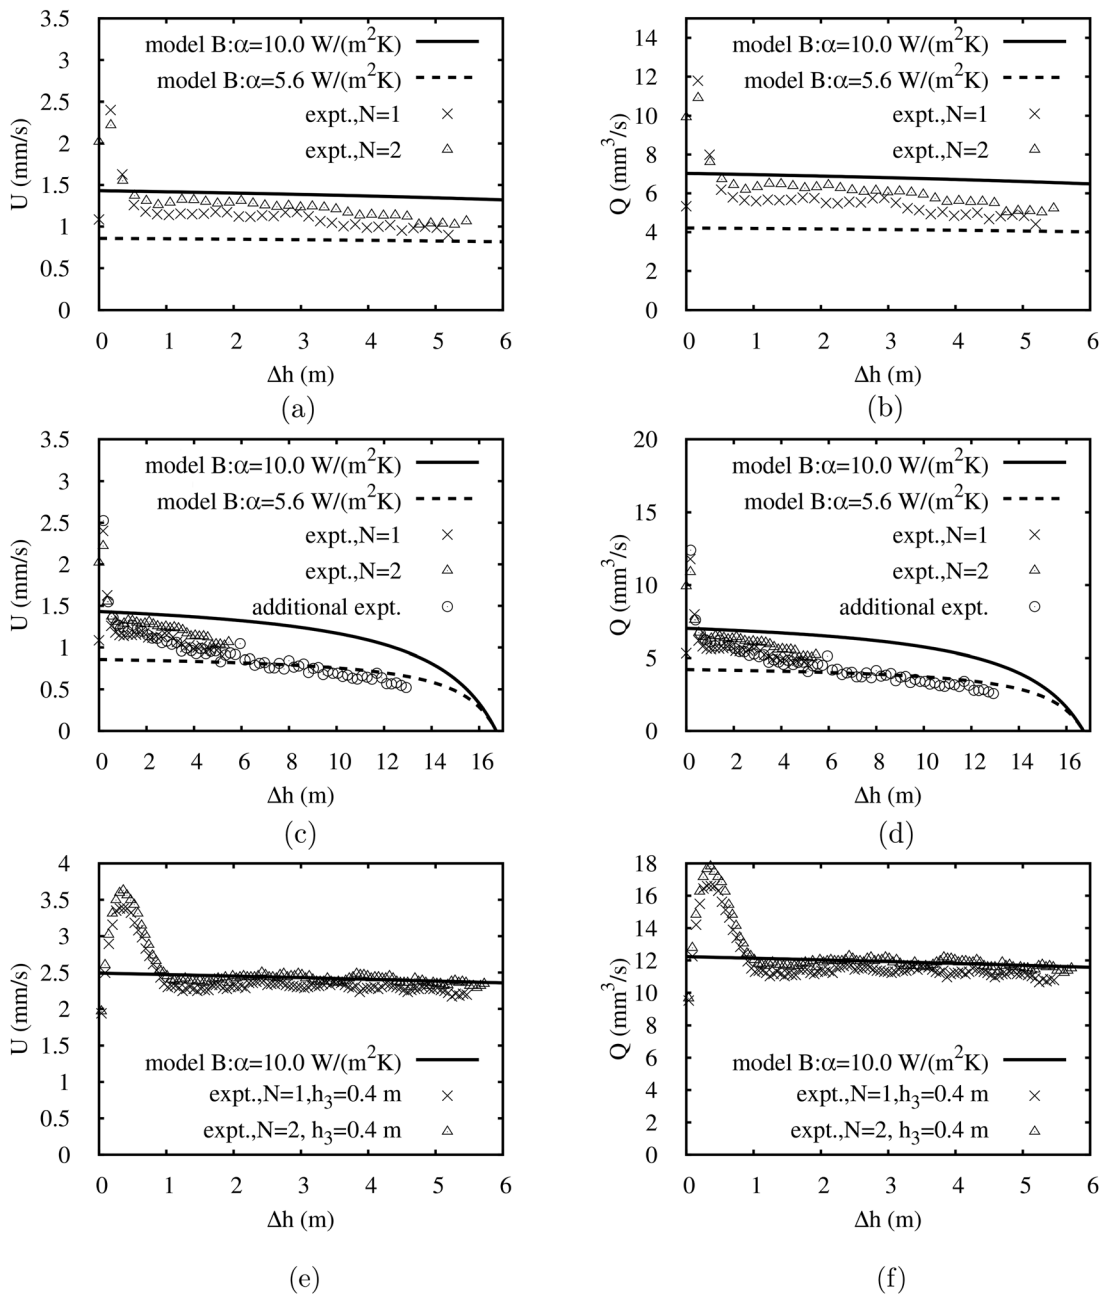 3.5
3
2.5
2
1.5
1
0.5
0
U (mm/s)
model B:α=10.0 W/(m²K)
model B:α=5.6 W/(m²K)
expt.,N=1
expt.,N=2
0 1 2 3 4 5 6
Δh (m)
(a)
14
12
10
8
6
4
2
0
Q (mm³/s)
model B:α=10.0 W/(m²K)
model B:α=5.6 W/(m²K)
expt.,N=1
expt.,N=2
0 1 2 3 4 5 6
Δh (m)
(b)
3.5
3
2.5
2
1.5
1
0.5
0
U (mm/s)
model B:α=10.0 W/(m²K)
model B:α=5.6 W/(m²K)
expt.,N=1
expt.,N=2
additional expt.
0 2 4 6 8 10 12 14 16
Δh (m)
(c)
20
15
10
5
0
Q (mm³/s)
model B:α=10.0 W/(m²K)
model B:α=5.6 W/(m²K)
expt.,N=1
expt.,N=2
additional expt.
0 2 4 6 8 10 12 14 16
Δh (m)
(d)
4
3.5
3
2.5
2
1.5
1
0.5
0
U (mm/s)
model B:α=10.0 W/(m²K)
expt.,N=1,h₃=0.4 m
expt.,N=2, h₃=0.4 m
0 1 2 3 4 5 6
Δh (m)
(e)
18
16
14
12
10
8
6
4
2
0
Q (mm³/s)
model B:α=10.0 W/(m²K)
expt.,N=1,h₃=0.4 m
expt.,N=2, h₃=0.4 m
0 1 2 3 4 5 6
Δh (m)
(f)